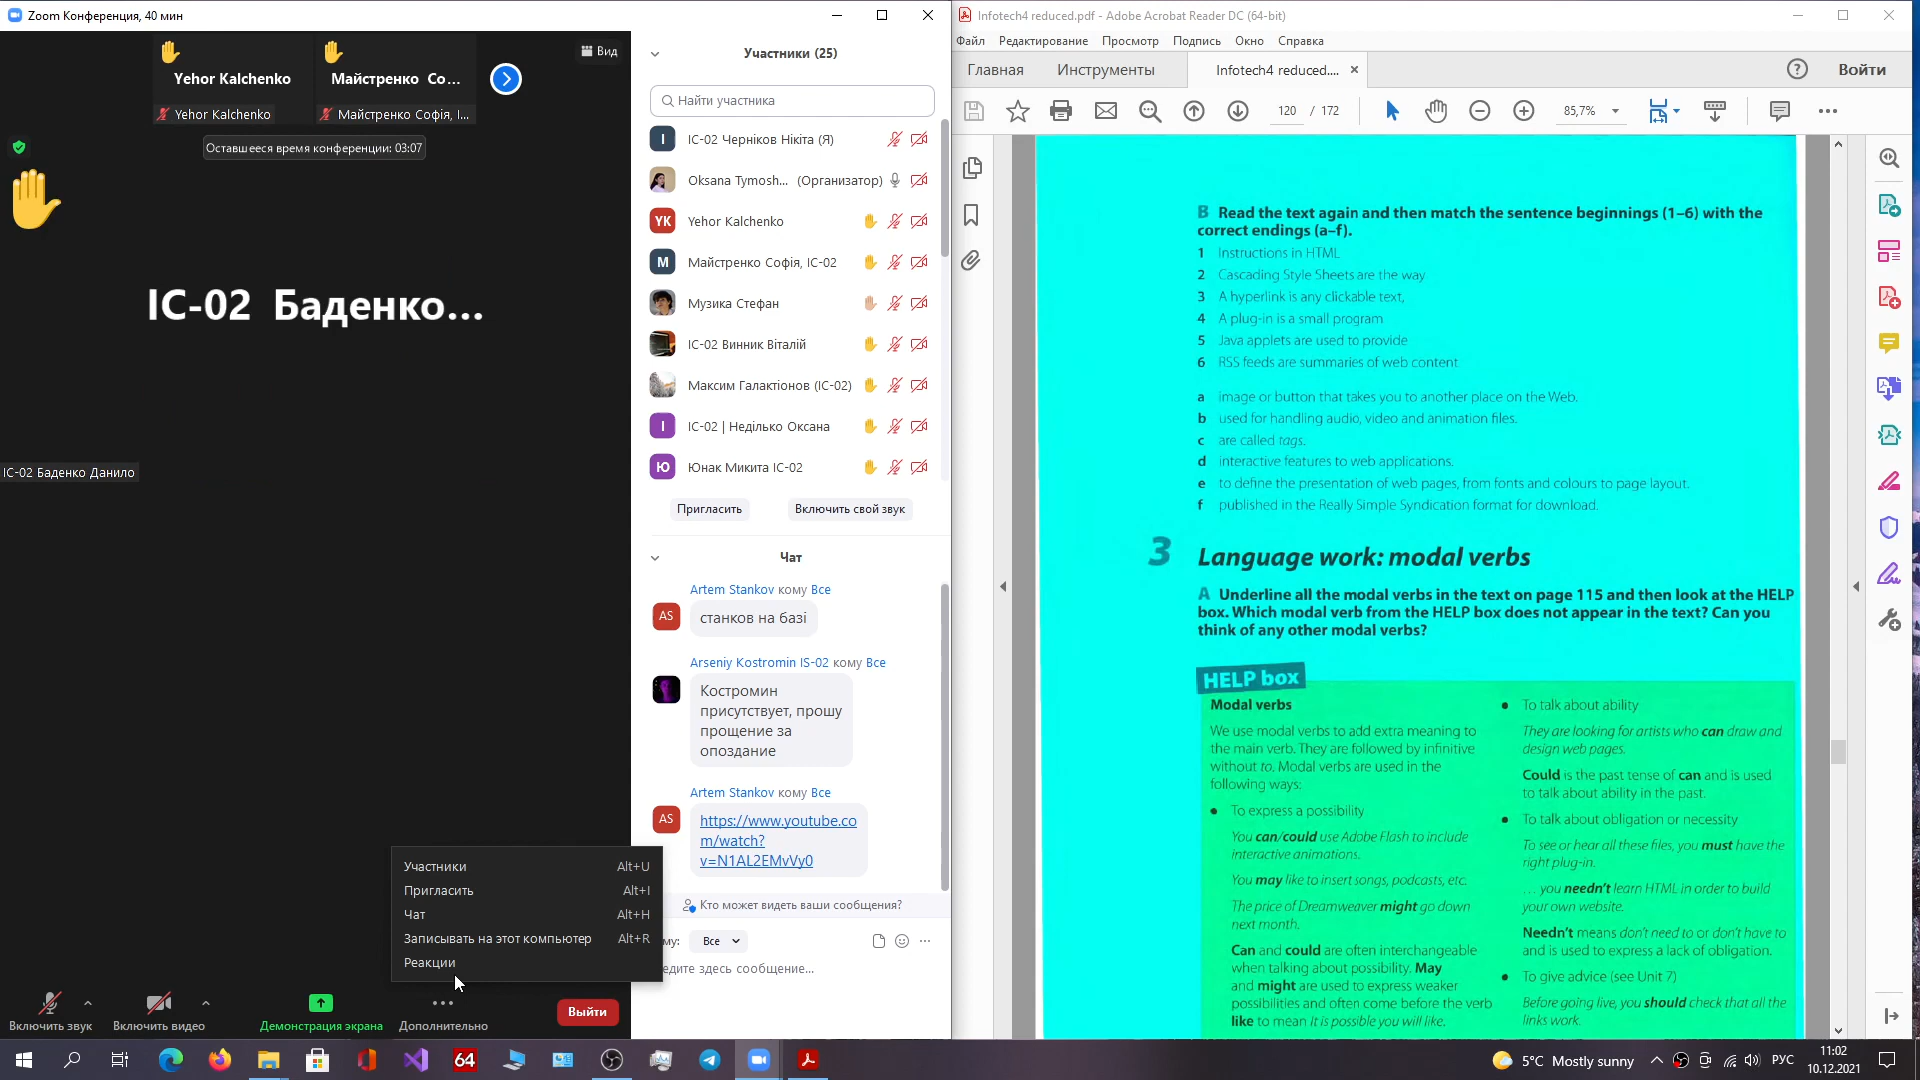 Zoom Конференция, 40 мин
Yehor Kalchenko
Майстренко Со...
Вид
Yehor Kalchenko
Майстренко Софія, І...
Оставшееся время конференции: 03:07
ІС-02 Баденко...
ІС-02 Баденко Данило
Участники (25)
Найти участника
І
ІС-02 Черніков Нікіта (Я)
Oksana Tymosh... (Организатор)
YK
Yehor Kalchenko
М
Майстренко Софія, ІС-02
Музика Стефан
ІС-02 Винник Віталій
Максим Галактіонов (ІС-02)
І
ІС-02 | Неділько Оксана
Ю
Юнак Микита ІС-02
Пригласить
Включить свой звук
Чат
Artem Stankov кому Все
AS
станков на базі
Arseniy Kostromin IS-02 кому Все
Костромин
присутствует, прошу
прощение за
опоздание
Artem Stankov кому Все
AS
https://www.youtube.co
m/watch?
v=N1AL2EMvVy0
Кто может видеть ваши сообщения?
му:
Все
едите здесь сообщение...
Участники Alt+U
Пригласить Alt+I
Чат Alt+H
Записывать на этот компьютер Alt+R
Реакции
Включить звук
Включить видео
Демонстрация экрана
Дополнительно
Выйти
Infotech4 reduced.pdf - Adobe Acrobat Reader DC (64-bit)
Файл Редактирование Просмотр Подпись Окно Справка
Главная
Инструменты
Infotech4 reduced....
Войти
120 / 172
85,7%
B Read the text again and then match the sentence beginnings (1–6) with the
correct endings (a–f).
1 Instructions in HTML
2 Cascading Style Sheets are the way
3 A hyperlink is any clickable text,
4 A plug-in is a small program
5 Java applets are used to provide
6 RSS feeds are summaries of web content
a image or button that takes you to another place on the Web.
b used for handling audio, video and animation files.
c are called tags.
d interactive features to web applications.
e to define the presentation of web pages, from fonts and colours to page layout.
f published in the Really Simple Syndication format for download.
3 Language work: modal verbs
A Underline all the modal verbs in the text on page 115 and then look at the HELP
box. Which modal verb from the HELP box does not appear in the text? Can you
think of any other modal verbs?
HELP box
Modal verbs
We use modal verbs to add extra meaning to
the main verb. They are followed by infinitive
without to. Modal verbs are used in the
following ways:
● To express a possibility
You can/could use Adobe Flash to include
interactive animations.
You may like to insert songs, podcasts, etc.
The price of Dreamweaver might go down
next month.
Can and could are often interchangeable
when talking about possibility. May
and might are used to express weaker
possibilities and often come before the verb
like to mean It is possible you will like.
● To talk about ability
They are looking for artists who can draw and
design web pages.
Could is the past tense of can and is used
to talk about ability in the past.
● To talk about obligation or necessity
To see or hear all these files, you must have the
right plug-in.
... you needn't learn HTML in order to build
your own website.
Needn't means don't need to or don't have to
and is used to express a lack of obligation.
● To give advice (see Unit 7)
Before going live, you should check that all the
links work.
64
5°C Mostly sunny
РУС
11:02
10.12.2021